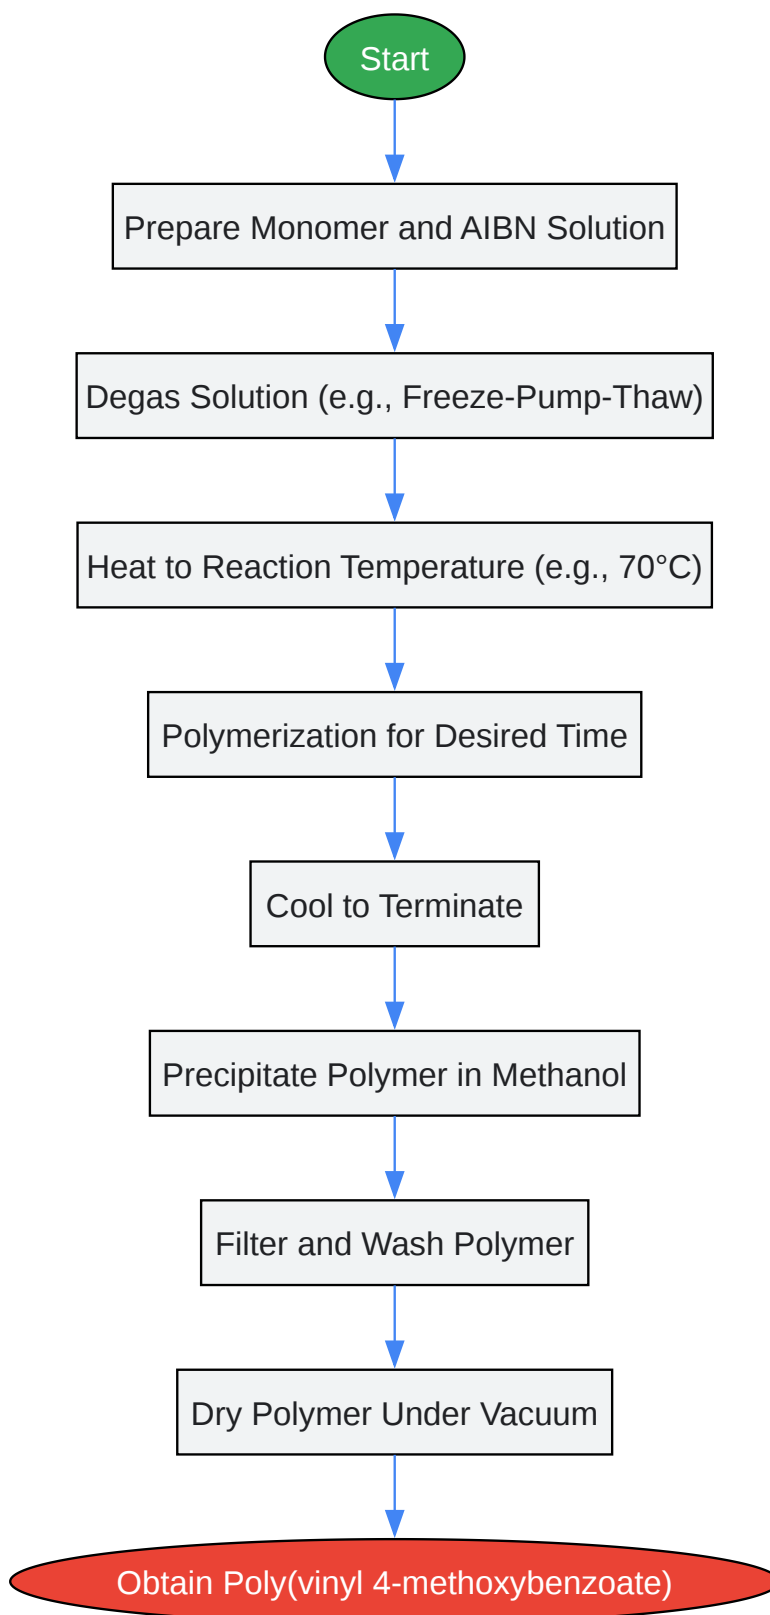 Start
Prepare Monomer and AIBN Solution
Degas Solution (e.g., Freeze-Pump-Thaw)
Heat to Reaction Temperature (e.g., 70°C)
Polymerization for Desired Time
Cool to Terminate
Precipitate Polymer in Methanol
Filter and Wash Polymer
Dry Polymer Under Vacuum
Obtain Poly(vinyl 4-methoxybenzoate)